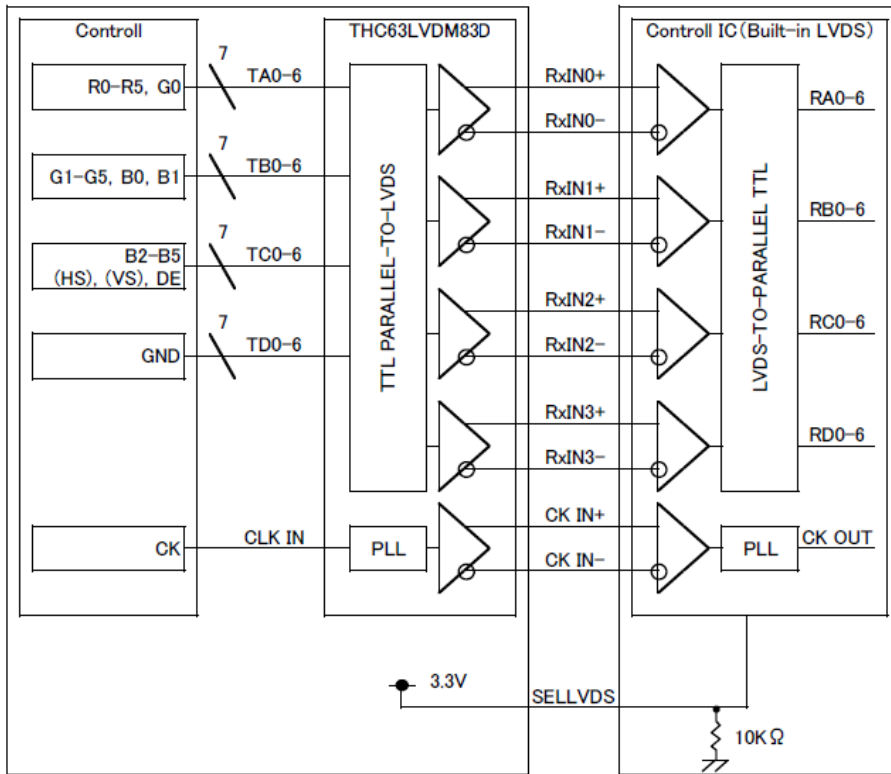 Controll
THC63LVDM83D
Controll IC(Built-in LVDS)
R0-R5, G0
7
TA0-6
RxIN0+
RxIN0-
RA0-6
G1-G5, B0, B1
7
TB0-6
RxIN1+
RxIN1-
RB0-6
B2-B5
(HS), (VS), DE
7
TC0-6
RxIN2+
RxIN2-
RC0-6
GND
7
TD0-6
RxIN3+
RxIN3-
RD0-6
TTL PARALLEL-TO-LVDS
LVDS-TO-PARALLEL TTL
CK
CLK IN
PLL
CK IN+
CK IN-
PLL
CK OUT
3.3V
SELLVDS
10KΩ